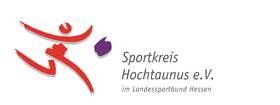 Sportkreis
Hochtaunus e.V.
im Landessportbund Hessen